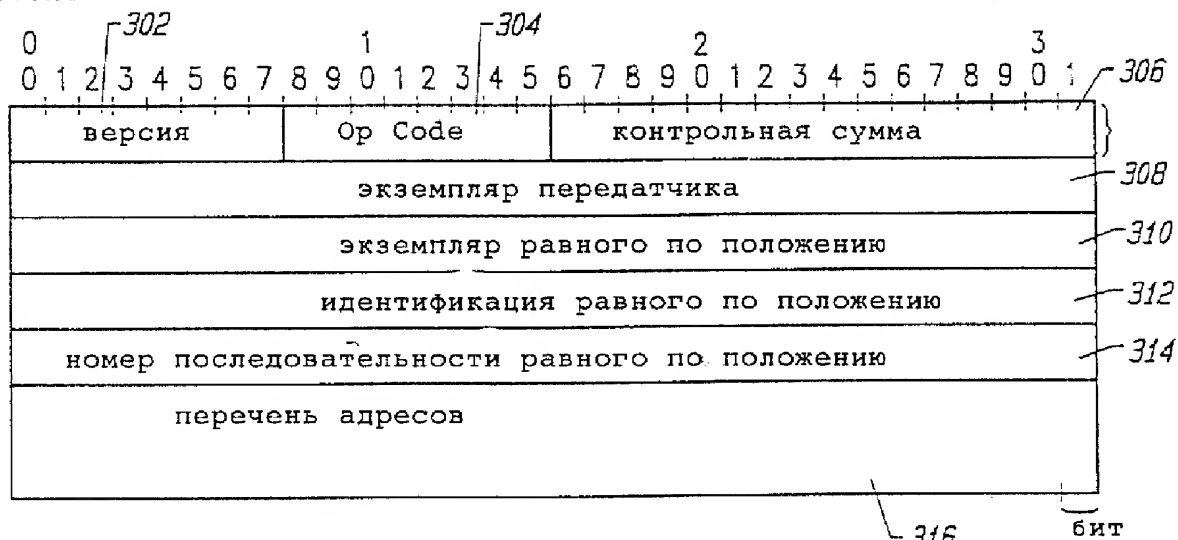 302 304
0 1 2 3
0 1 2 3 4 5 6 7 8 9 0 1 2 3 4 5 6 7 8 9 0 1 2 3 4 5 6 7 8 9 0 1 306
версия Op Code контрольная сумма
экземпляр передатчика 308
экземпляр равного по положению 310
идентификация равного по положению 312
номер последовательности равного по положению 314
перечень адресов
316 бит